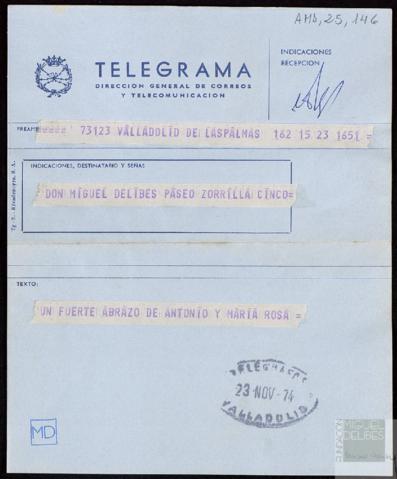 AMD, 25, 146
TELEGRAMA
DIRECCION GENERAL DE CORREOS
Y TELECOMUNICACION
INDICACIONES
RECEPCION
PREAMB
73123 VALLADOLID DE LASPALMAS 162 15 23 1651 =
INDICACIONES, DESTINATARIO Y SEÑAS
DON MIGUEL DELIBES PASEO ZORRILLA CINCO=
TEXTO:
UN FUERTE ABRAZO DE ANTONIO Y MARIA ROSA =
TELEGRAFOS
23 NOV 74
VALLADOLID
MD
FUNDACIÓN
MIGUEL
DELIBES